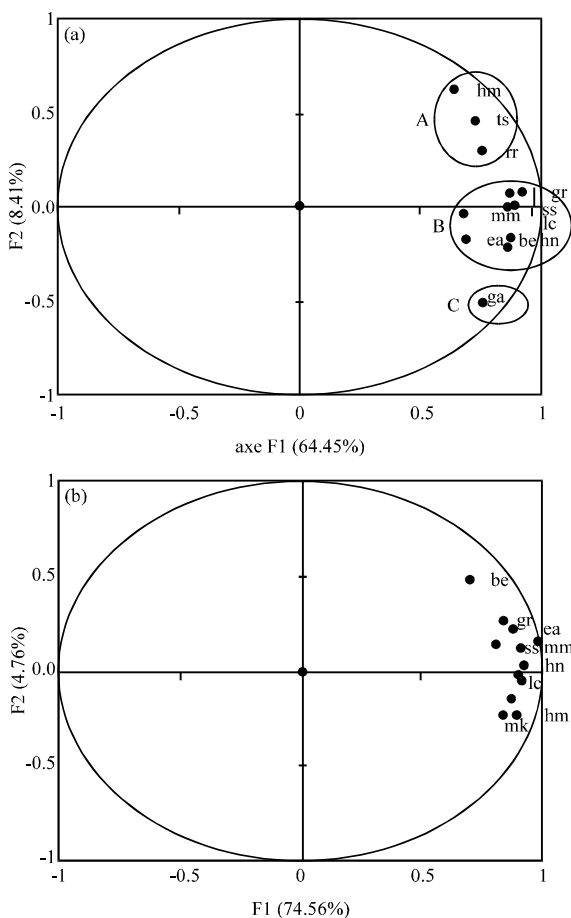 1
(a)
hm
0.5
A
ts
rr
gr
0.0
mm
ss
B
lc
ea
be
hn
-0.5
C
ga
-1
-1
-0.5
0
0.5
1
F2 (8.41%)
axe F1 (64.45%)
1
(b)
0.5
be
gr
ea
ss
mm
0.0
hn
lc
hm
mk
-0.5
-1
-1
-0.5
0
0.5
1
F2 (4.76%)
F1 (74.56%)